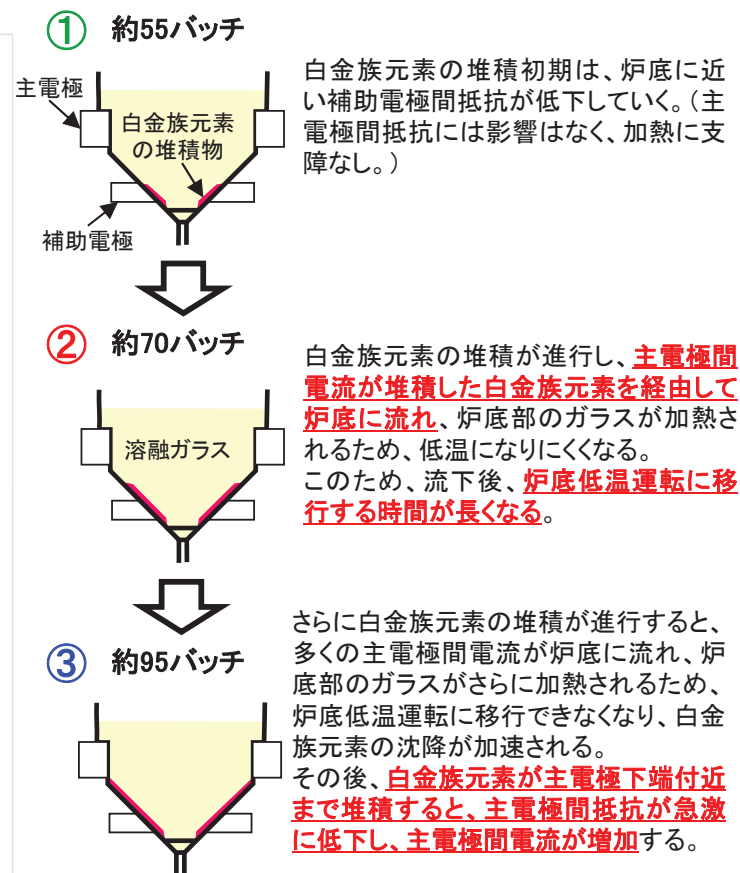 ① 約55バッチ
主電極
白金族元素
の堆積物
補助電極
白金族元素の堆積初期は、炉底に近
い補助電極間抵抗が低下していく。(主
電極間抵抗には影響はなく、加熱に支
障なし。)
② 約70バッチ
溶融ガラス
白金族元素の堆積が進行し、主電極間
電流が堆積した白金族元素を経由して
炉底に流れ、炉底部のガラスが加熱さ
れるため、低温になりにくくなる。
このため、流下後、炉底低温運転に移
行する時間が長くなる。
③ 約95バッチ
さらに白金族元素の堆積が進行すると、
多くの主電極間電流が炉底に流れ、炉
底部のガラスがさらに加熱されるため、
炉底低温運転に移行できなくなり、白金
族元素の沈降が加速される。
その後、白金族元素が主電極下端付近
まで堆積すると、主電極間抵抗が急激
に低下し、主電極間電流が増加する。